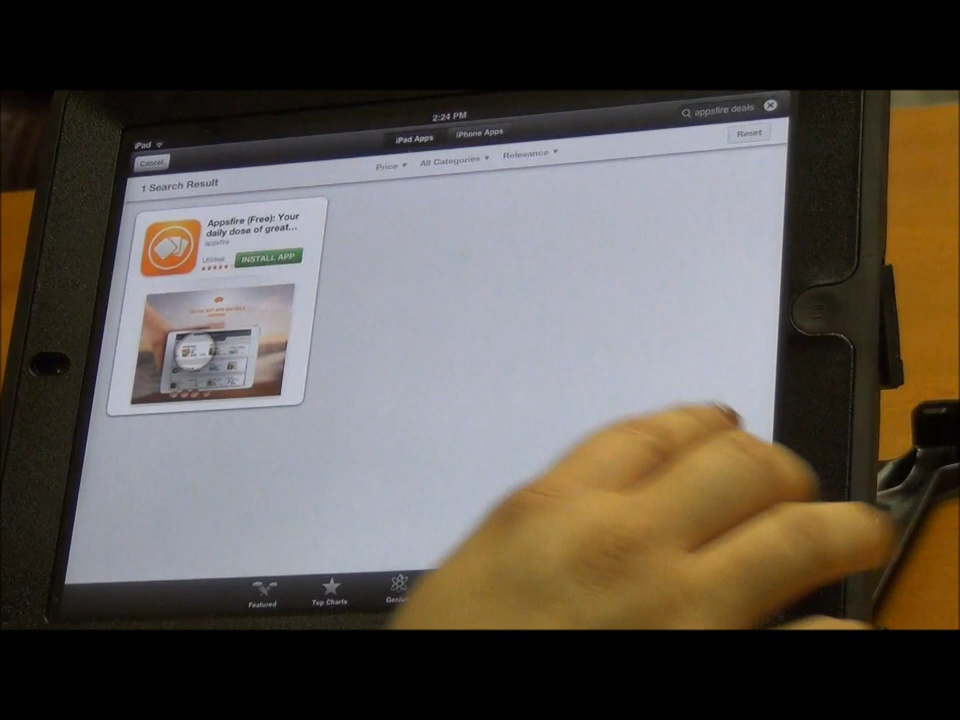 2:24 PM
iPad
iPad Apps
iPhone Apps
appsfire deals
Cancel
1 Search Result
Price
All Categories
Relevance
Reset
Appsfire (Free): Your
daily dose of great...
appsfire
Utilities
INSTALL APP
Featured
Top Charts
Genius